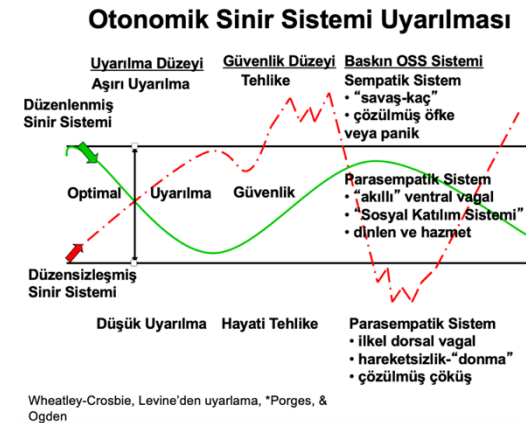 Otonomik Sinir Sistemi Uyarılması
Uyarılma Düzeyi
Aşırı Uyarılma
Güvenlik Düzeyi
Tehlike
Baskın OSS Sistemi
Sempatik Sistem
• “savaş-kaç”
• çözülmüş öfke
veya panik
Düzenlenmiş
Sinir Sistemi
Optimal
Uyarılma
Güvenlik
Parasempatik Sistem
• “akıllı” ventral vagal
• “Sosyal Katılım Sistemi”
• dinlen ve hazmet
Düzensizleşmiş
Sinir Sistemi
Düşük Uyarılma
Hayati Tehlike
Parasempatik Sistem
• ilkel dorsal vagal
• hareketsizlik-“donma”
• çözülmüş çöküş
Wheatley-Crosbie, Levine’den uyarlama, *Porges, &
Ogden